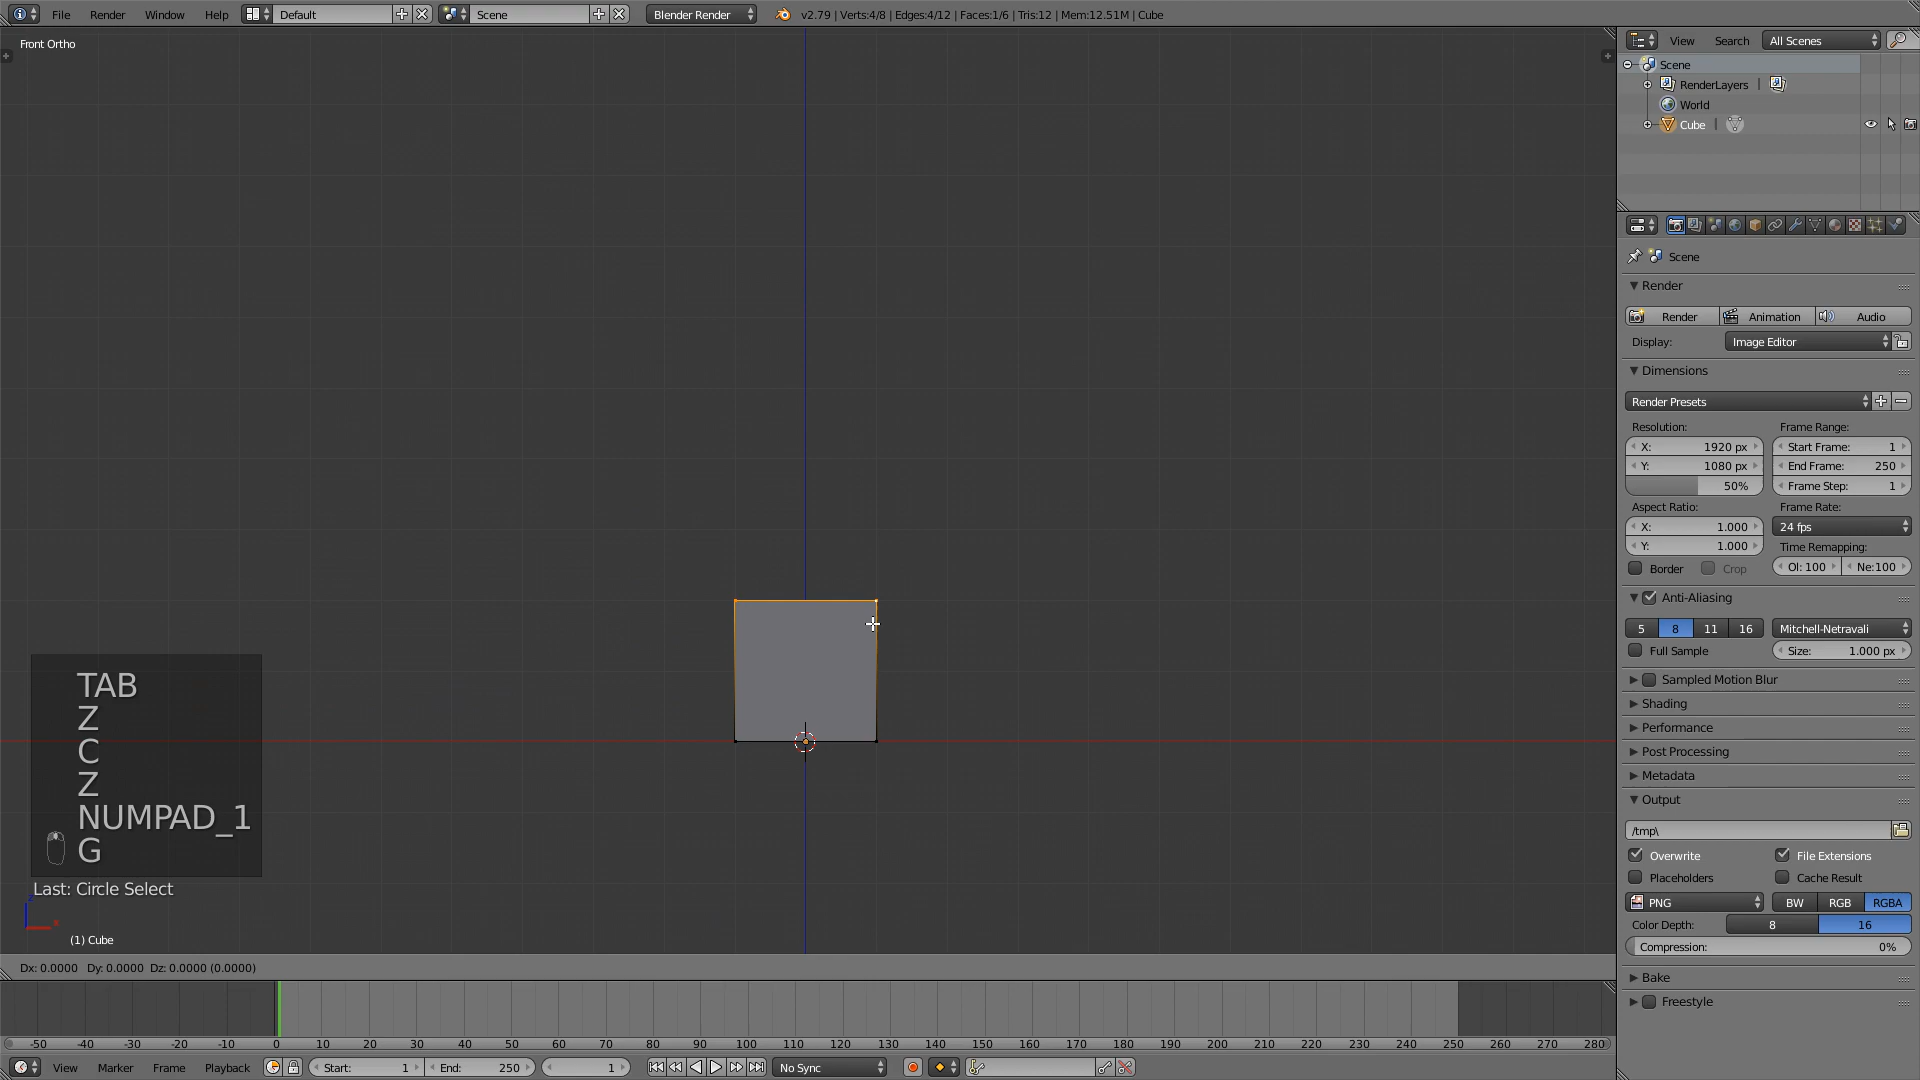 File Render Window Help Default Scene Blender Render v2.79 | Verts:4/8 | Edges:4/12 | Faces:1/6 | Tris:12 | Mem:12.51M | Cube
Front Ortho
TAB
Z
C
Z
NUMPAD_1
G
Last: Circle Select
(1) Cube
Dx: 0.0000 Dy: 0.0000 Dz: 0.0000 (0.0000)
-50 -40 -30 -20 -10 0 10 20 30 40 50 60 70 80 90 100 110 120 130 140 150 160 170 180 190 200 210 220 230 240 250 260 270 280
View Marker Frame Playback Start: 1 End: 250 1 No Sync
View Search All Scenes
Scene
RenderLayers |
World
Cube |
Scene
Render
Render Animation Audio
Display: Image Editor
Dimensions
Render Presets
Resolution: Frame Range:
X: 1920 px Start Frame: 1
Y: 1080 px End Frame: 250
50% Frame Step: 1
Aspect Ratio: Frame Rate:
X: 1.000 24 fps
Y: 1.000 Time Remapping:
Border Crop Ol: 100 Ne:100
Anti-Aliasing
5 8 11 16 Mitchell-Netravali
Full Sample Size: 1.000 px
Sampled Motion Blur
Shading
Performance
Post Processing
Metadata
Output
/tmp\
Overwrite File Extensions
Placeholders Cache Result
PNG BW RGB RGBA
Color Depth: 8 16
Compression: 0%
Bake
Freestyle